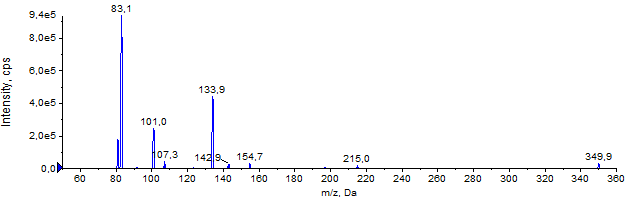 83,1
9,4e5
8,0e5
6,0e5
133,9
4,0e5
101,0
2,0e5
07,3
142,9
154,7
215,0
349,9
0,0
60 80 100 120 140 160 180 200 220 240 260 280 300 320 340 360
m/z, Da
Intensity, cps